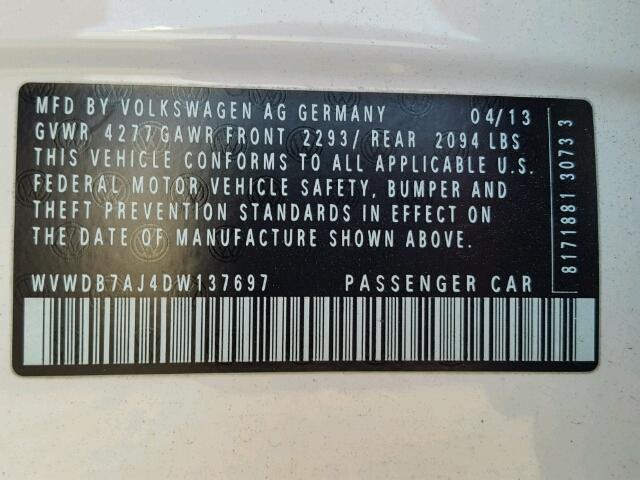 MFD BY VOLKSWAGEN AG GERMANY 04/13
GVWR 4277 GAWR FRONT 2293/ REAR 2094 LBS
THIS VEHICLE CONFORMS TO ALL APPLICABLE U.S.
FEDERAL MOTOR VEHICLE SAFETY, BUMPER AND
THEFT PREVENTION STANDARDS IN EFFECT ON
THE DATE OF MANUFACTURE SHOWN ABOVE.
WVWDB7AJ4DW137697 PASSENGER CAR
81718881 3073 3